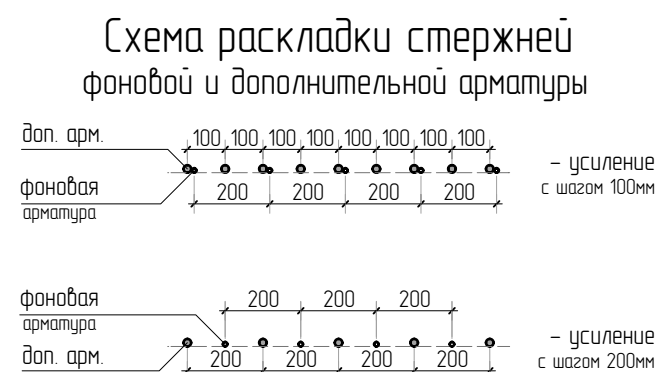 Схема раскладки стержней
фоновой и дополнительной арматуры
доп. арм.
100 100 100 100 100 100 100 100
– усиление
с шагом 100мм
фоновая
арматура
200 200 200 200
фоновая
арматура
200 200 200
– усиление
с шагом 200мм
доп. арм.
200 200 200 200